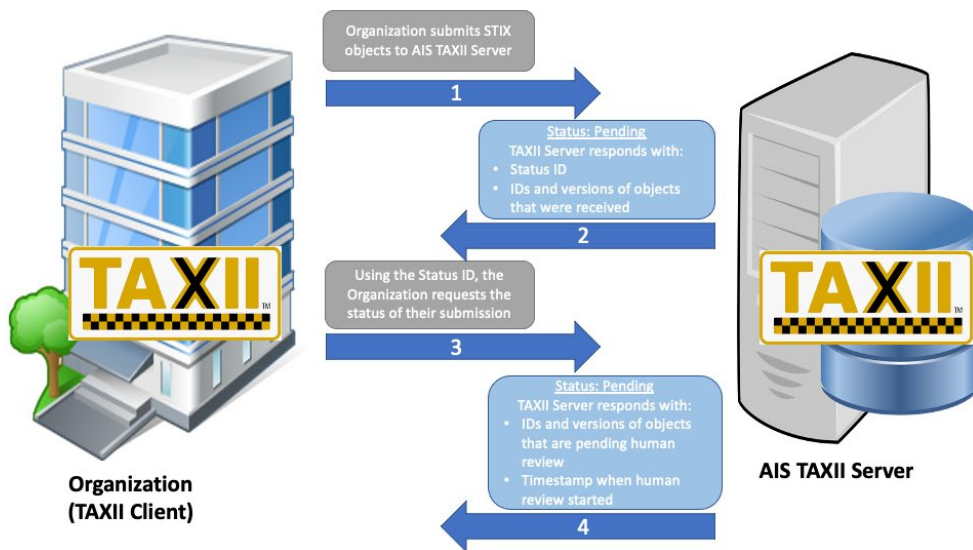 Organization submits STIX
objects to AIS TAXII Server
1
Status: Pending
TAXII Server responds with:
• Status ID
• IDs and versions of objects
that were received
2
TAXII™
TAXII™
Using the Status ID, the
Organization requests the
status of their submission
3
Status: Pending
TAXII Server responds with:
• IDs and versions of objects
that are pending human
review
• Timestamp when human
review started
4
Organization
(TAXII Client)
AIS TAXII Server